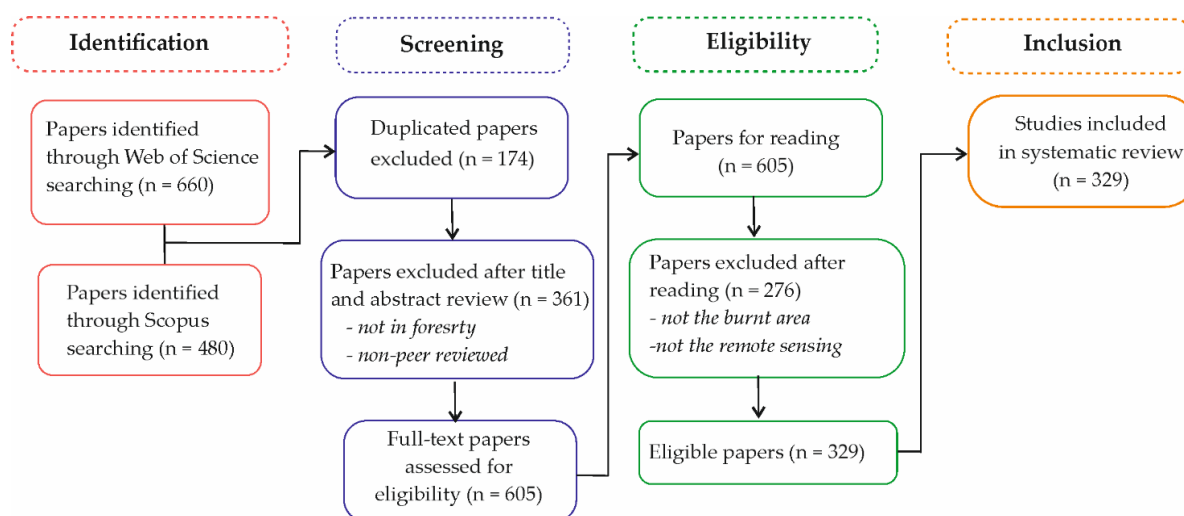 Identification
Papers identified
through Web of Science
searching (n = 660)
Papers identified
through Scopus
searching (n = 480)
Screening
Duplicated papers
excluded (n = 174)
Papers excluded after title
and abstract review (n = 361)
- not in foresrty
- non-peer reviewed
Full-text papers
assessed for
eligibility (n = 605)
Eligibility
Papers for reading
(n = 605)
Papers excluded after
reading (n = 276)
- not the burnt area
-not the remote sensing
Eligible papers (n = 329)
Inclusion
Studies included
in systematic review
(n = 329)